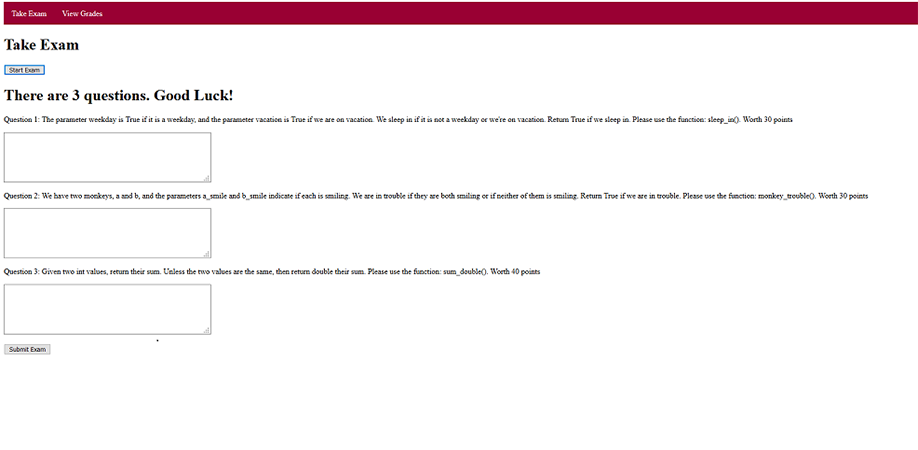 Take Exam View Grades
Take Exam
Start Exam
There are 3 questions. Good Luck!
Question 1: The parameter weekday is True if it is a weekday, and the parameter vacation is True if we are on vacation. We sleep in if it is not a weekday or we're on vacation. Return True if we sleep in. Please use the function: sleep_in(). Worth 30 points
Question 2: We have two monkeys, a and b, and the parameters a_smile and b_smile indicate if each is smiling. We are in trouble if they are both smiling or if neither of them is smiling. Return True if we are in trouble. Please use the function: monkey_trouble(). Worth 30 points
Question 3: Given two int values, return their sum. Unless the two values are the same, then return double their sum. Please use the function: sum_double(). Worth 40 points
Submit Exam